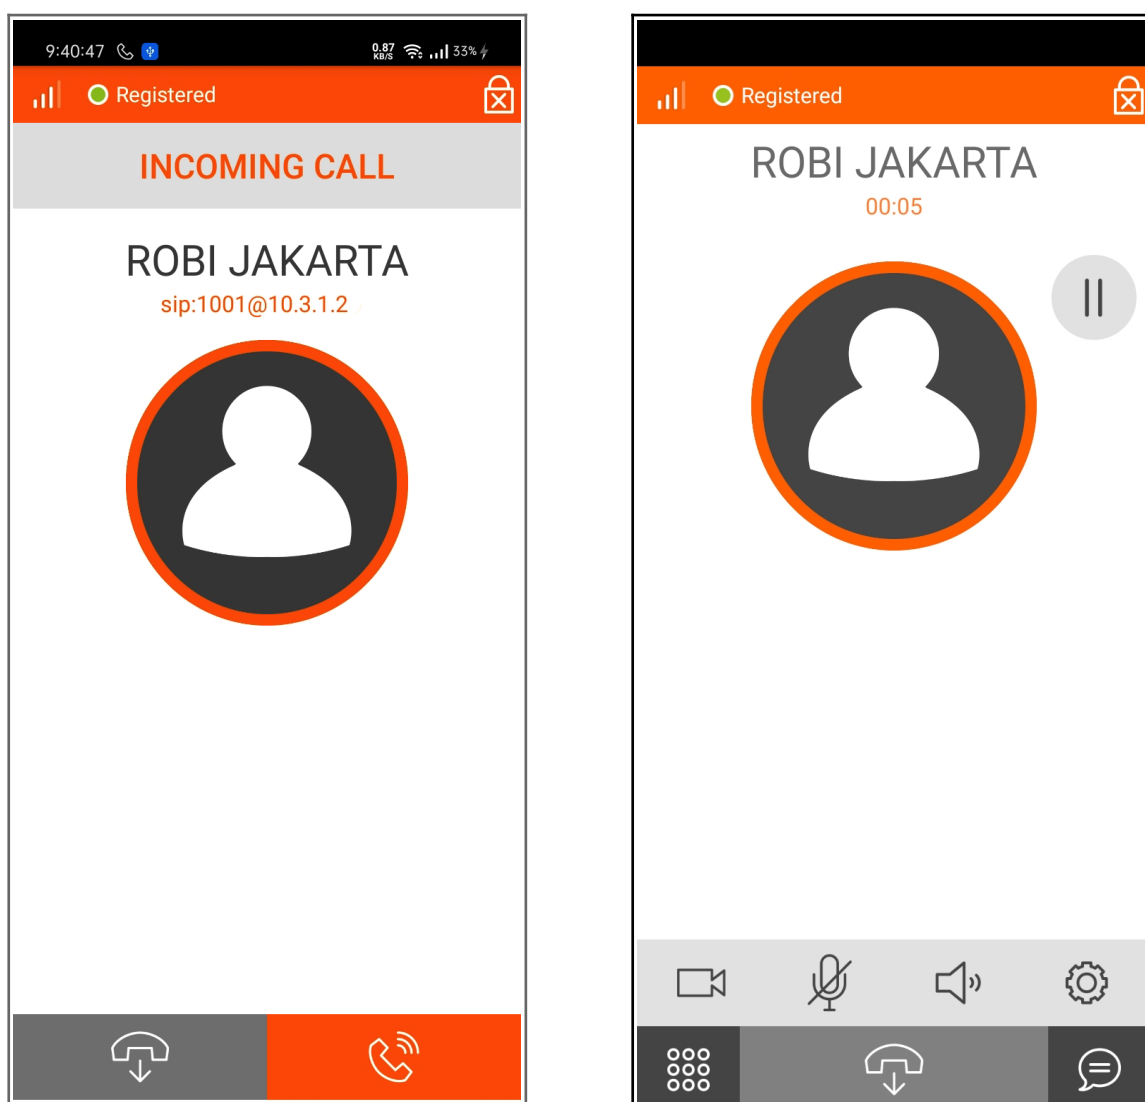 9:40:47 0.87 KB/S 33%
Registered
INCOMING CALL
ROBI JAKARTA
sip:1001@10.3.1.2
Registered
ROBI JAKARTA
00:05